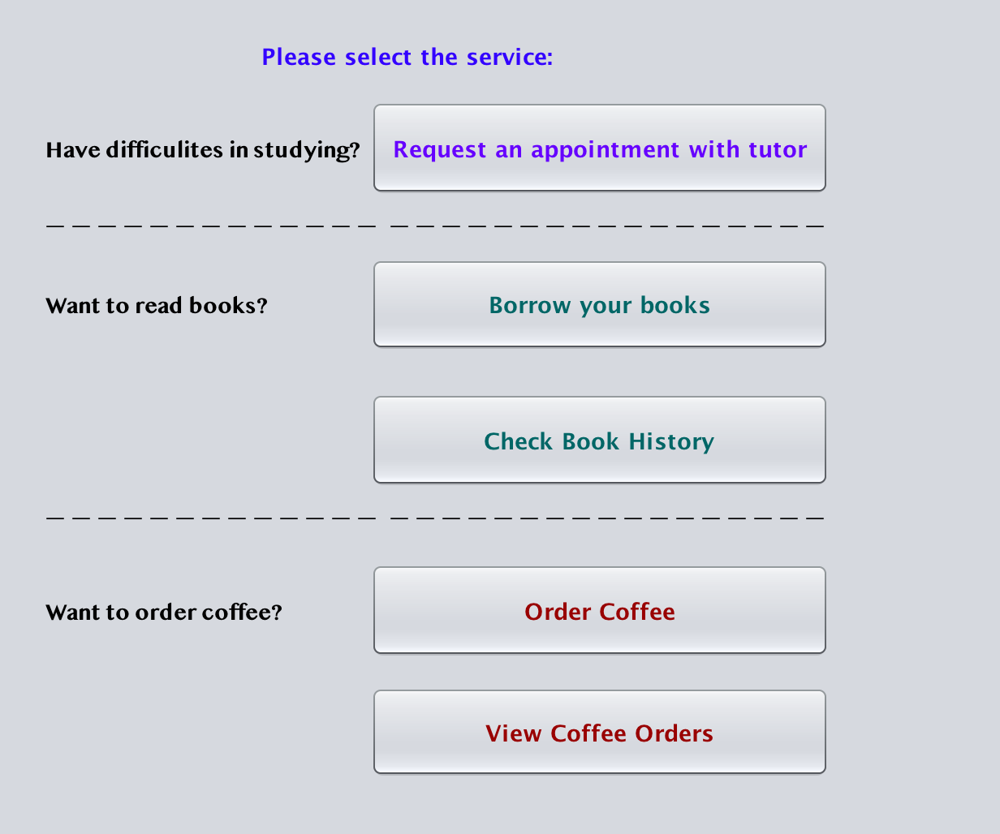 Please select the service:
Have difficulites in studying?
Request an appointment with tutor
_ _ _ _ _ _ _ _ _ _ _ _ _ _ _ _ _ _ _ _ _ _ _ _ _ _ _ _ _ _
Want to read books?
Borrow your books
Check Book History
_ _ _ _ _ _ _ _ _ _ _ _ _ _ _ _ _ _ _ _ _ _ _ _ _ _ _ _ _ _
Want to order coffee?
Order Coffee
View Coffee Orders